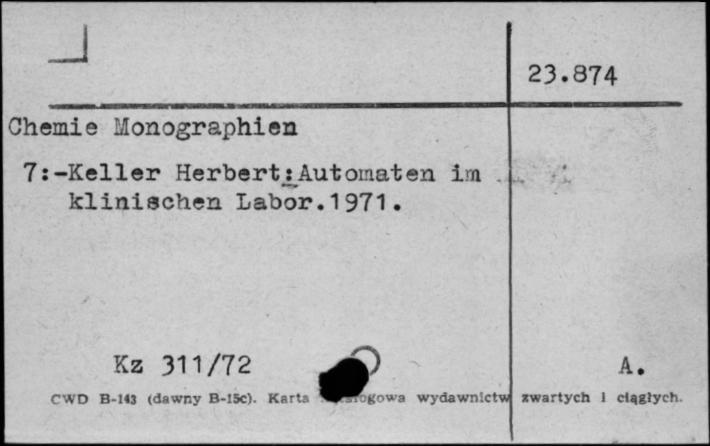 23.874
Chemie Monographien
7:-Keller Herbert:Automaten im
klinischen Labor.1971.
Kz 311/72
A.
CWD B-143 (dawny B-15c). Karta wydawnictw zwartych i ciągłych.